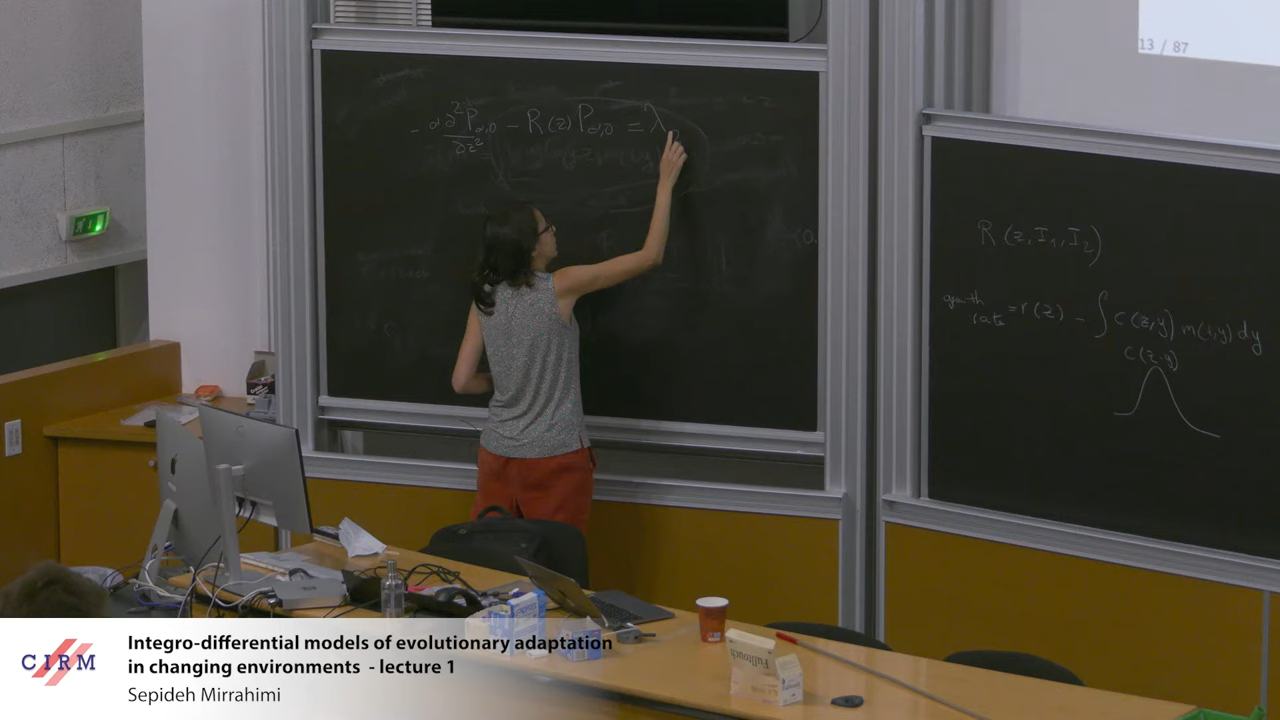 - α ∂²P_{α,0} / ∂z² - R(z) P_{α,0} = λ
13 / 87
R(z, I₁, I₂)
growth rate = r(z) - ∫ C(z,y) m(t,y) dy
C(z-y)
CIRM
Integro-differential models of evolutionary adaptation
in changing environments - lecture 1
Sepideh Mirrahimi
Fulltouch